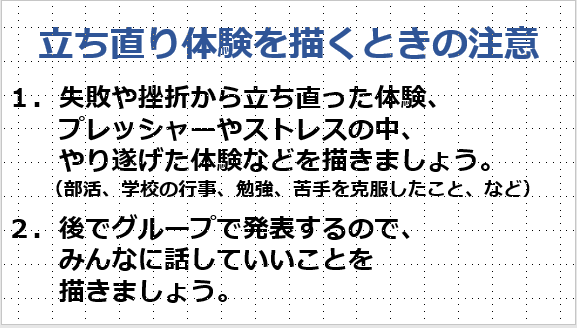 立ち直り体験を描くときの注意
１．失敗や挫折から立ち直った体験、
プレッシャーやストレスの中、
やり遂げた体験などを描きましょう。
（部活、学校の行事、勉強、苦手を克服したこと、など）
２．後でグループで発表するので、
みんなに話していいことを
描きましょう。